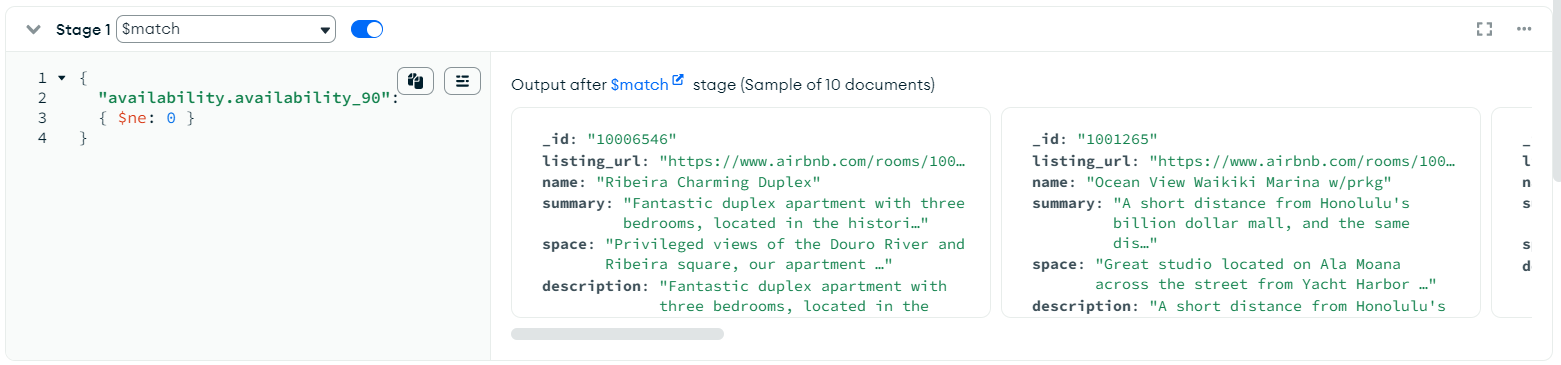 Stage 1 $match
1 {
2 "availability.availability_90":
3 { $ne: 0 }
4 }
Output after $match stage (Sample of 10 documents)
_id: "10006546"
listing_url: "https://www.airbnb.com/rooms/100…
name: "Ribeira Charming Duplex"
summary: "Fantastic duplex apartment with three
bedrooms, located in the histori…"
space: "Privileged views of the Douro River and
Ribeira square, our apartment …"
description: "Fantastic duplex apartment with
three bedrooms, located in the
_id: "1001265"
listing_url: "https://www.airbnb.com/rooms/100…
name: "Ocean View Waikiki Marina w/prkg"
summary: "A short distance from Honolulu's
billion dollar mall, and the same
dis…"
space: "Great studio located on Ala Moana
across the street from Yacht Harbor …"
description: "A short distance from Honolulu's